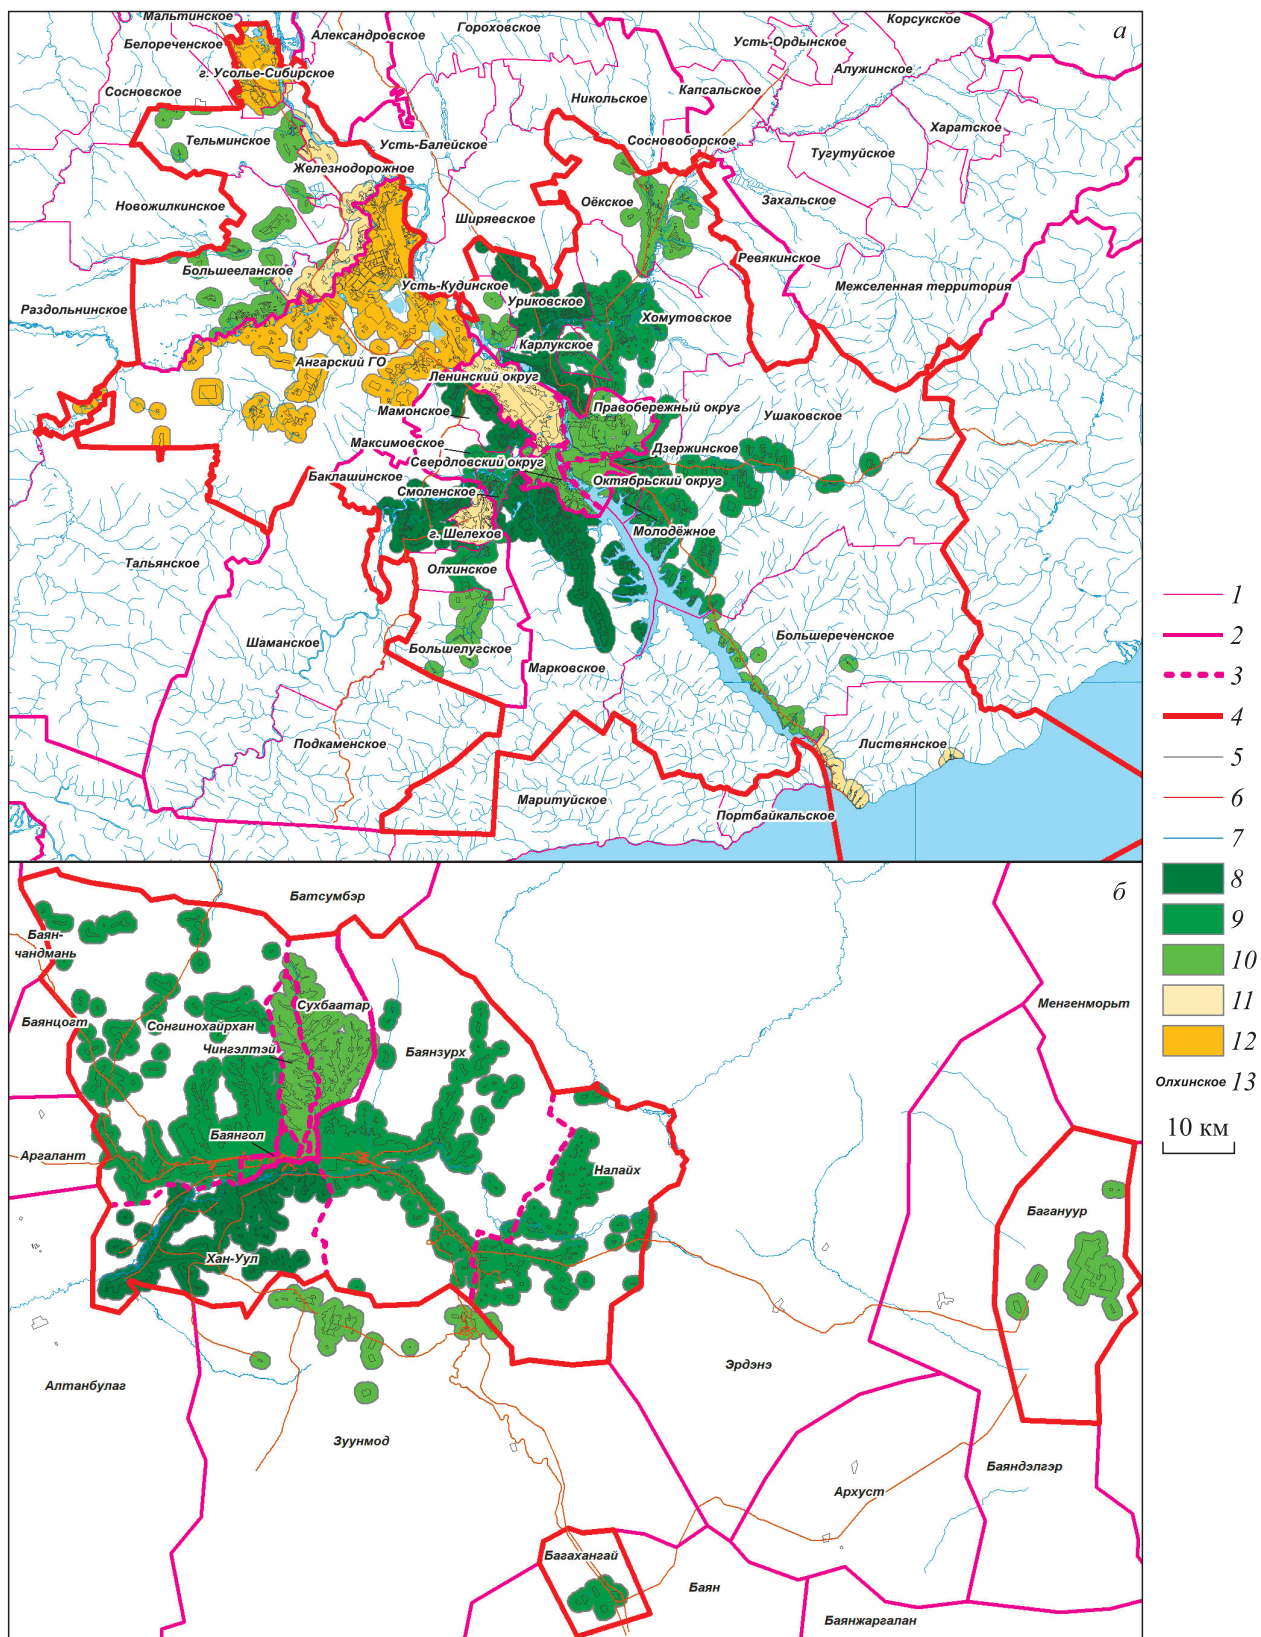 Мальтинское
Александровское
Гороховское
Корсукское
а
Белореченское
Усть-Ордынское
г. Усолье-Сибирское
Алужинское
Сосновское
Никольское
Капсальское
Харатское
Тельминское
Усть-Балейское
Сосновоборское
Тугутуйское
Железнодорожное
Новожилкинское
Оёкское
Захальское
Ширяевское
Ревякинское
Большееланское
Усть-Кудинское
Межселенная территория
Уриковское
Раздольнинское
Хомутовское
Карлукское
Ангарский ГО
Ленинский округ
Мамонское
Правобережный округ
Ушаковское
Максимовское
Дзержинское
Свердловский округ
Баклашинское
Октябрьский округ
Смоленское
г. Шелехов
Молодёжное
Тальянское
Олхинское
Шаманское
Большереченское
Большелугское
Марковское
Подкаменское
Листвянское
Маритуйское
Портбайкальское
1
2
3
4
5
6
7
8
9
10
11
12
Олхинское 13
10 км
б
Батсумбэр
Баян-
чандмань
Сухбаатар
Менгенморьт
Баянцогт
Сонгинохайрхан
Чингэлтэй
Баянзурх
Баянгол
Аргалант
Налайх
Багануур
Хан-Уул
Эрдэнэ
Алтанбулаг
Зуунмод
Баяндэлгэр
Архуст
Багахангай
Баян
Баянжаргалан